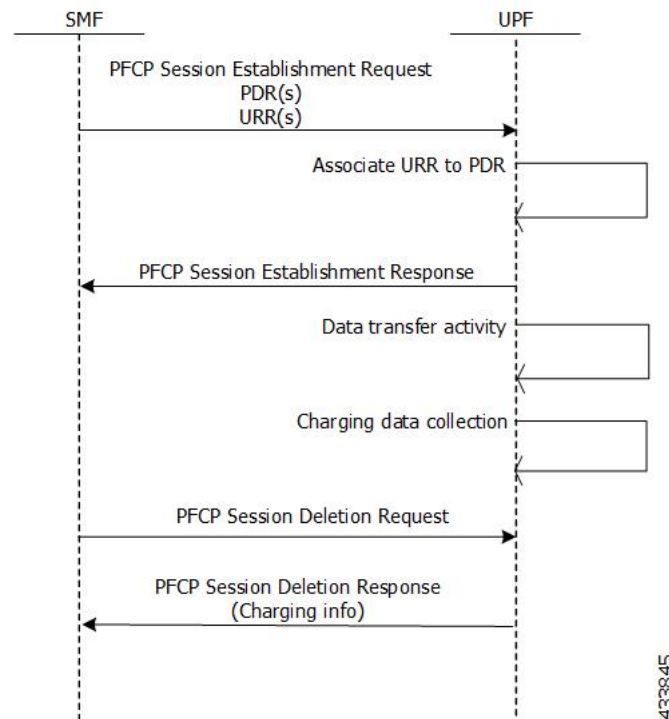 SMF
UPF
PFCP Session Establishment Request
PDR(s)
URR(s)
Associate URR to PDR
PFCP Session Establishment Response
Data transfer activity
Charging data collection
PFCP Session Deletion Request
PFCP Session Deletion Response
(Charging info)
433845